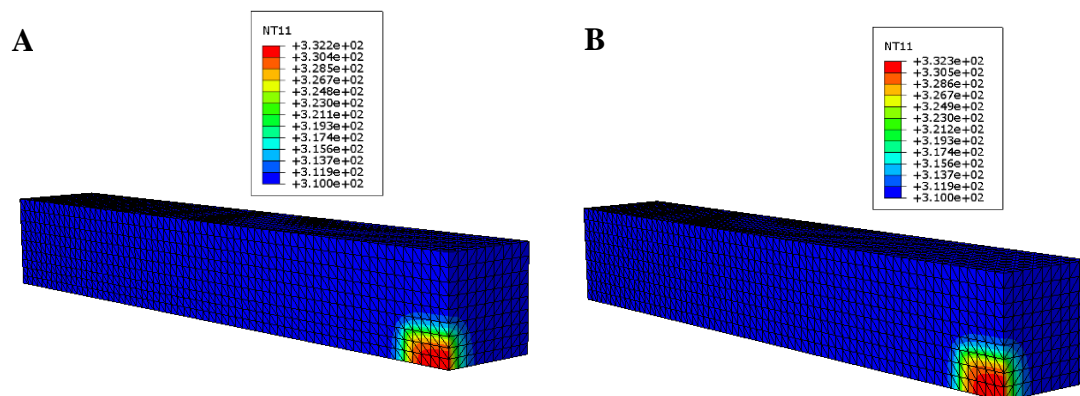 A
NT11
+3.322e+02
+3.304e+02
+3.285e+02
+3.267e+02
+3.248e+02
+3.230e+02
+3.211e+02
+3.193e+02
+3.174e+02
+3.156e+02
+3.137e+02
+3.119e+02
+3.100e+02
B
NT11
+3.323e+02
+3.305e+02
+3.286e+02
+3.267e+02
+3.249e+02
+3.230e+02
+3.212e+02
+3.193e+02
+3.174e+02
+3.156e+02
+3.137e+02
+3.119e+02
+3.100e+02